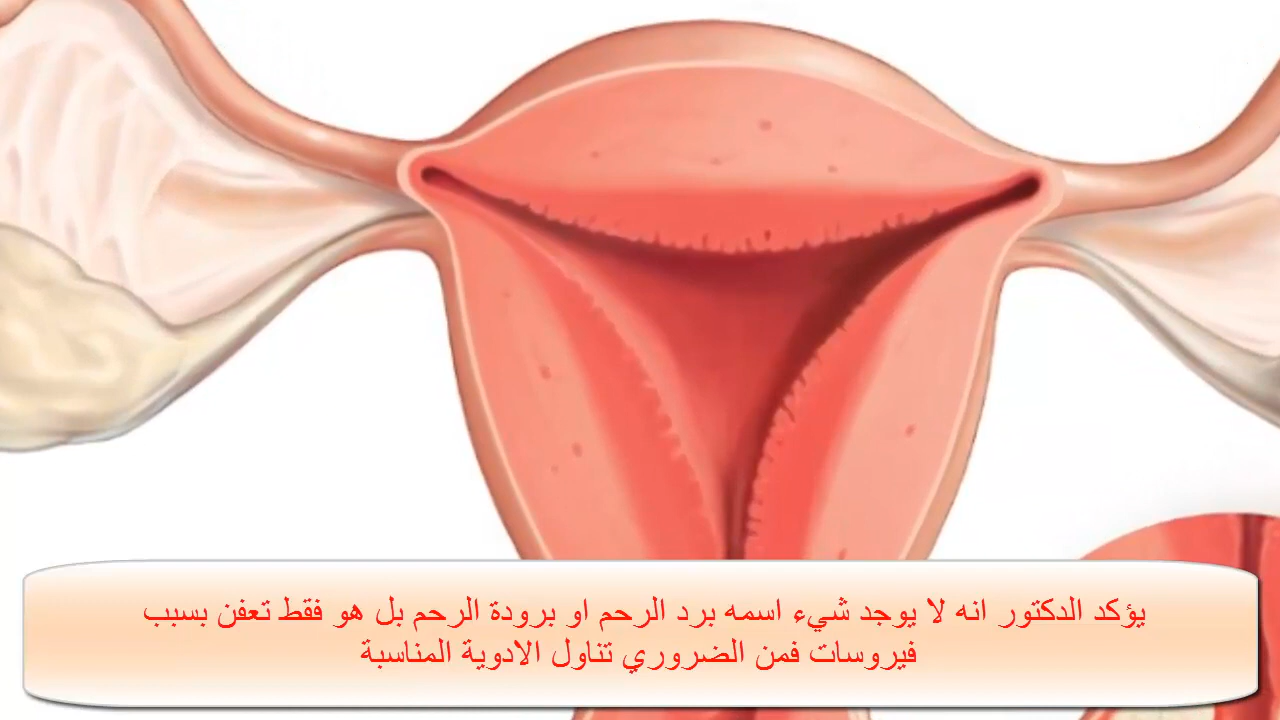 يؤكد الدكتور انه لا يوجد شيء اسمه برد الرحم او برودة الرحم بل هو فقط تعفن بسبب
فيروسات فمن الضروري تناول الادوية المناسبة